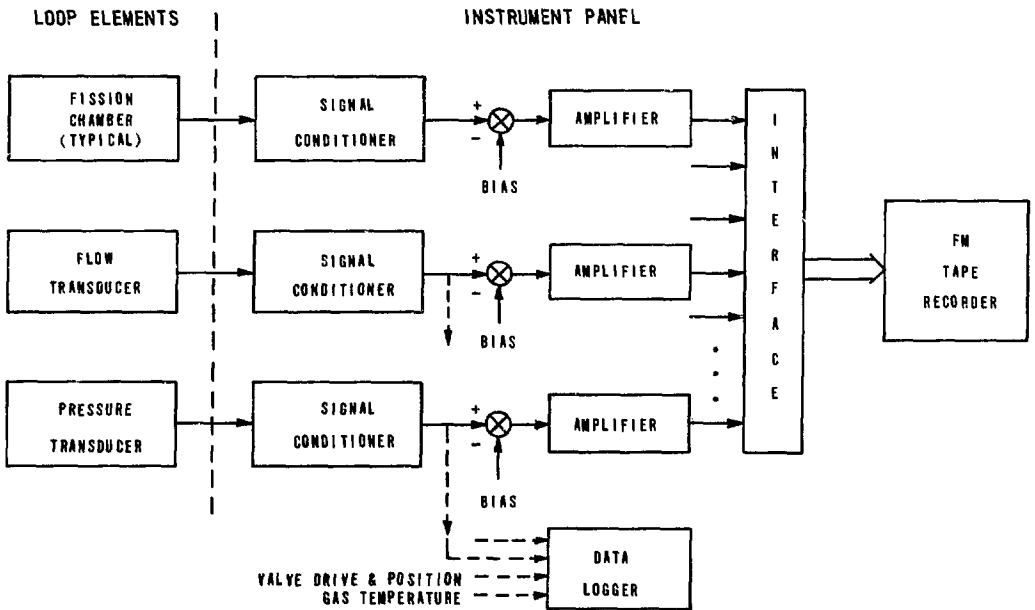 LOOP ELEMENTS
INSTRUMENT PANEL
FISSION
CHAMBER
(TYPICAL)
SIGNAL
CONDITIONER
+
-
BIAS
AMPLIFIER
FLOW
TRANSDUCER
SIGNAL
CONDITIONER
+
-
BIAS
AMPLIFIER
PRESSURE
TRANSDUCER
SIGNAL
CONDITIONER
+
-
BIAS
AMPLIFIER
INTERFACE
FM
TAPE
RECORDER
DATA
LOGGER
VALVE DRIVE & POSITION
GAS TEMPERATURE